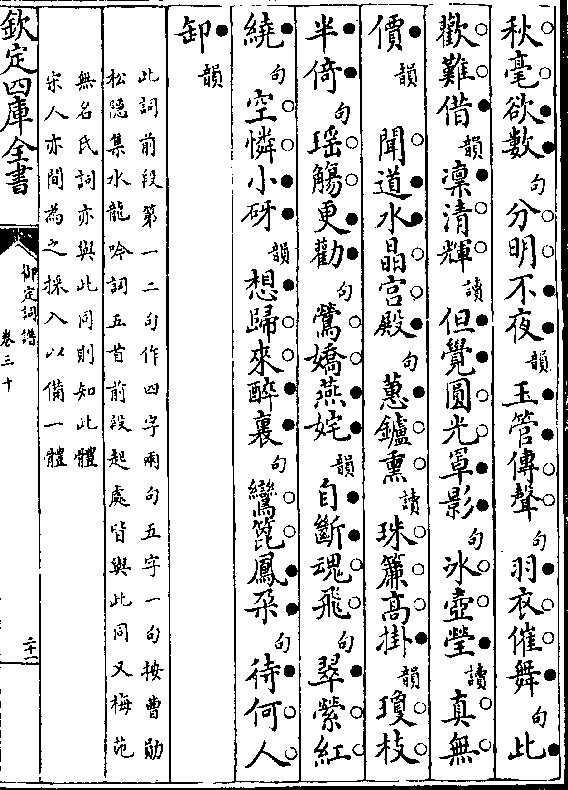 秋毫欲數句分明不夜韻玉管傳聲句羽衣催舞句此
歡難借韻凛清輝讀但覺圓光罩影句氷壺瑩讀真無
價韻　聞道水晶宫殿句蕙鑪熏讀珠簾高掛韻瓊枝
半倚句瑶觴更勸句鶯嬌燕姹韻自斷魂飛句翠縈紅
繞句空憐小砑韻想歸來醉裏句鸞篦鳳朶句待何人
卸韻
此詞前段第一二句作四字兩句五字一句按曹勛
松隠集水龍吟詞五首前段起處皆與此同又梅苑
無名氏詞亦與此同則知此體
宋人亦間為之採入以備一體
欽定四庫全書
御定詞譜
卷三十
二十一